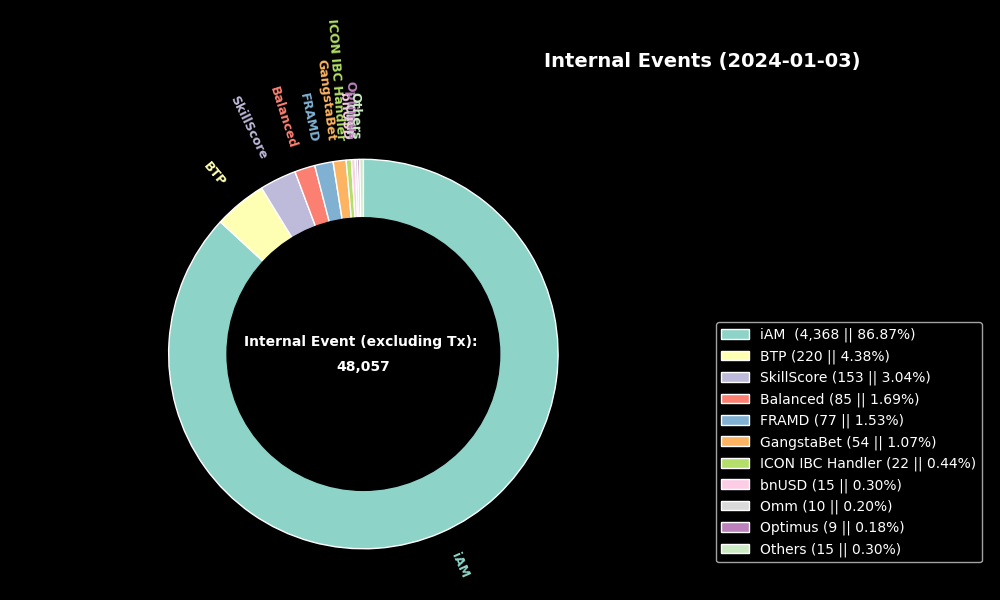 Internal Events (2024-01-03)
ICON IBC Handler
GangstaBet
FRAMD
Balanced
SkillScore
BTP
Others
Internal Event (excluding Tx):
48,057
iAM
iAM  (4,368 || 86.87%)
BTP (220 || 4.38%)
SkillScore (153 || 3.04%)
Balanced (85 || 1.69%)
FRAMD (77 || 1.53%)
GangstaBet (54 || 1.07%)
ICON IBC Handler (22 || 0.44%)
bnUSD (15 || 0.30%)
Omm (10 || 0.20%)
Optimus (9 || 0.18%)
Others (15 || 0.30%)